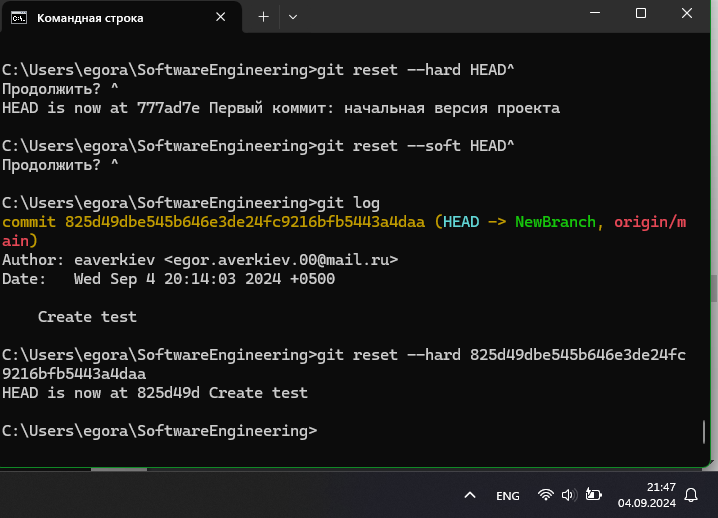 Командная строка
C:\Users\egora\SoftwareEngineering>git reset --hard HEAD^
Продолжить? ^
HEAD is now at 777ad7e Первый коммит: начальная версия проекта
C:\Users\egora\SoftwareEngineering>git reset --soft HEAD^
Продолжить? ^
C:\Users\egora\SoftwareEngineering>git log
commit 825d49dbe545b646e3de24fc9216bfb5443a4daa (HEAD -> NewBranch, origin/m
ain)
Author: eaverkiev <egor.averkiev.00@mail.ru>
Date:   Wed Sep 4 20:14:03 2024 +0500
    Create test
C:\Users\egora\SoftwareEngineering>git reset --hard 825d49dbe545b646e3de24fc
9216bfb5443a4daa
HEAD is now at 825d49d Create test
C:\Users\egora\SoftwareEngineering>
ENG
21:47
04.09.2024